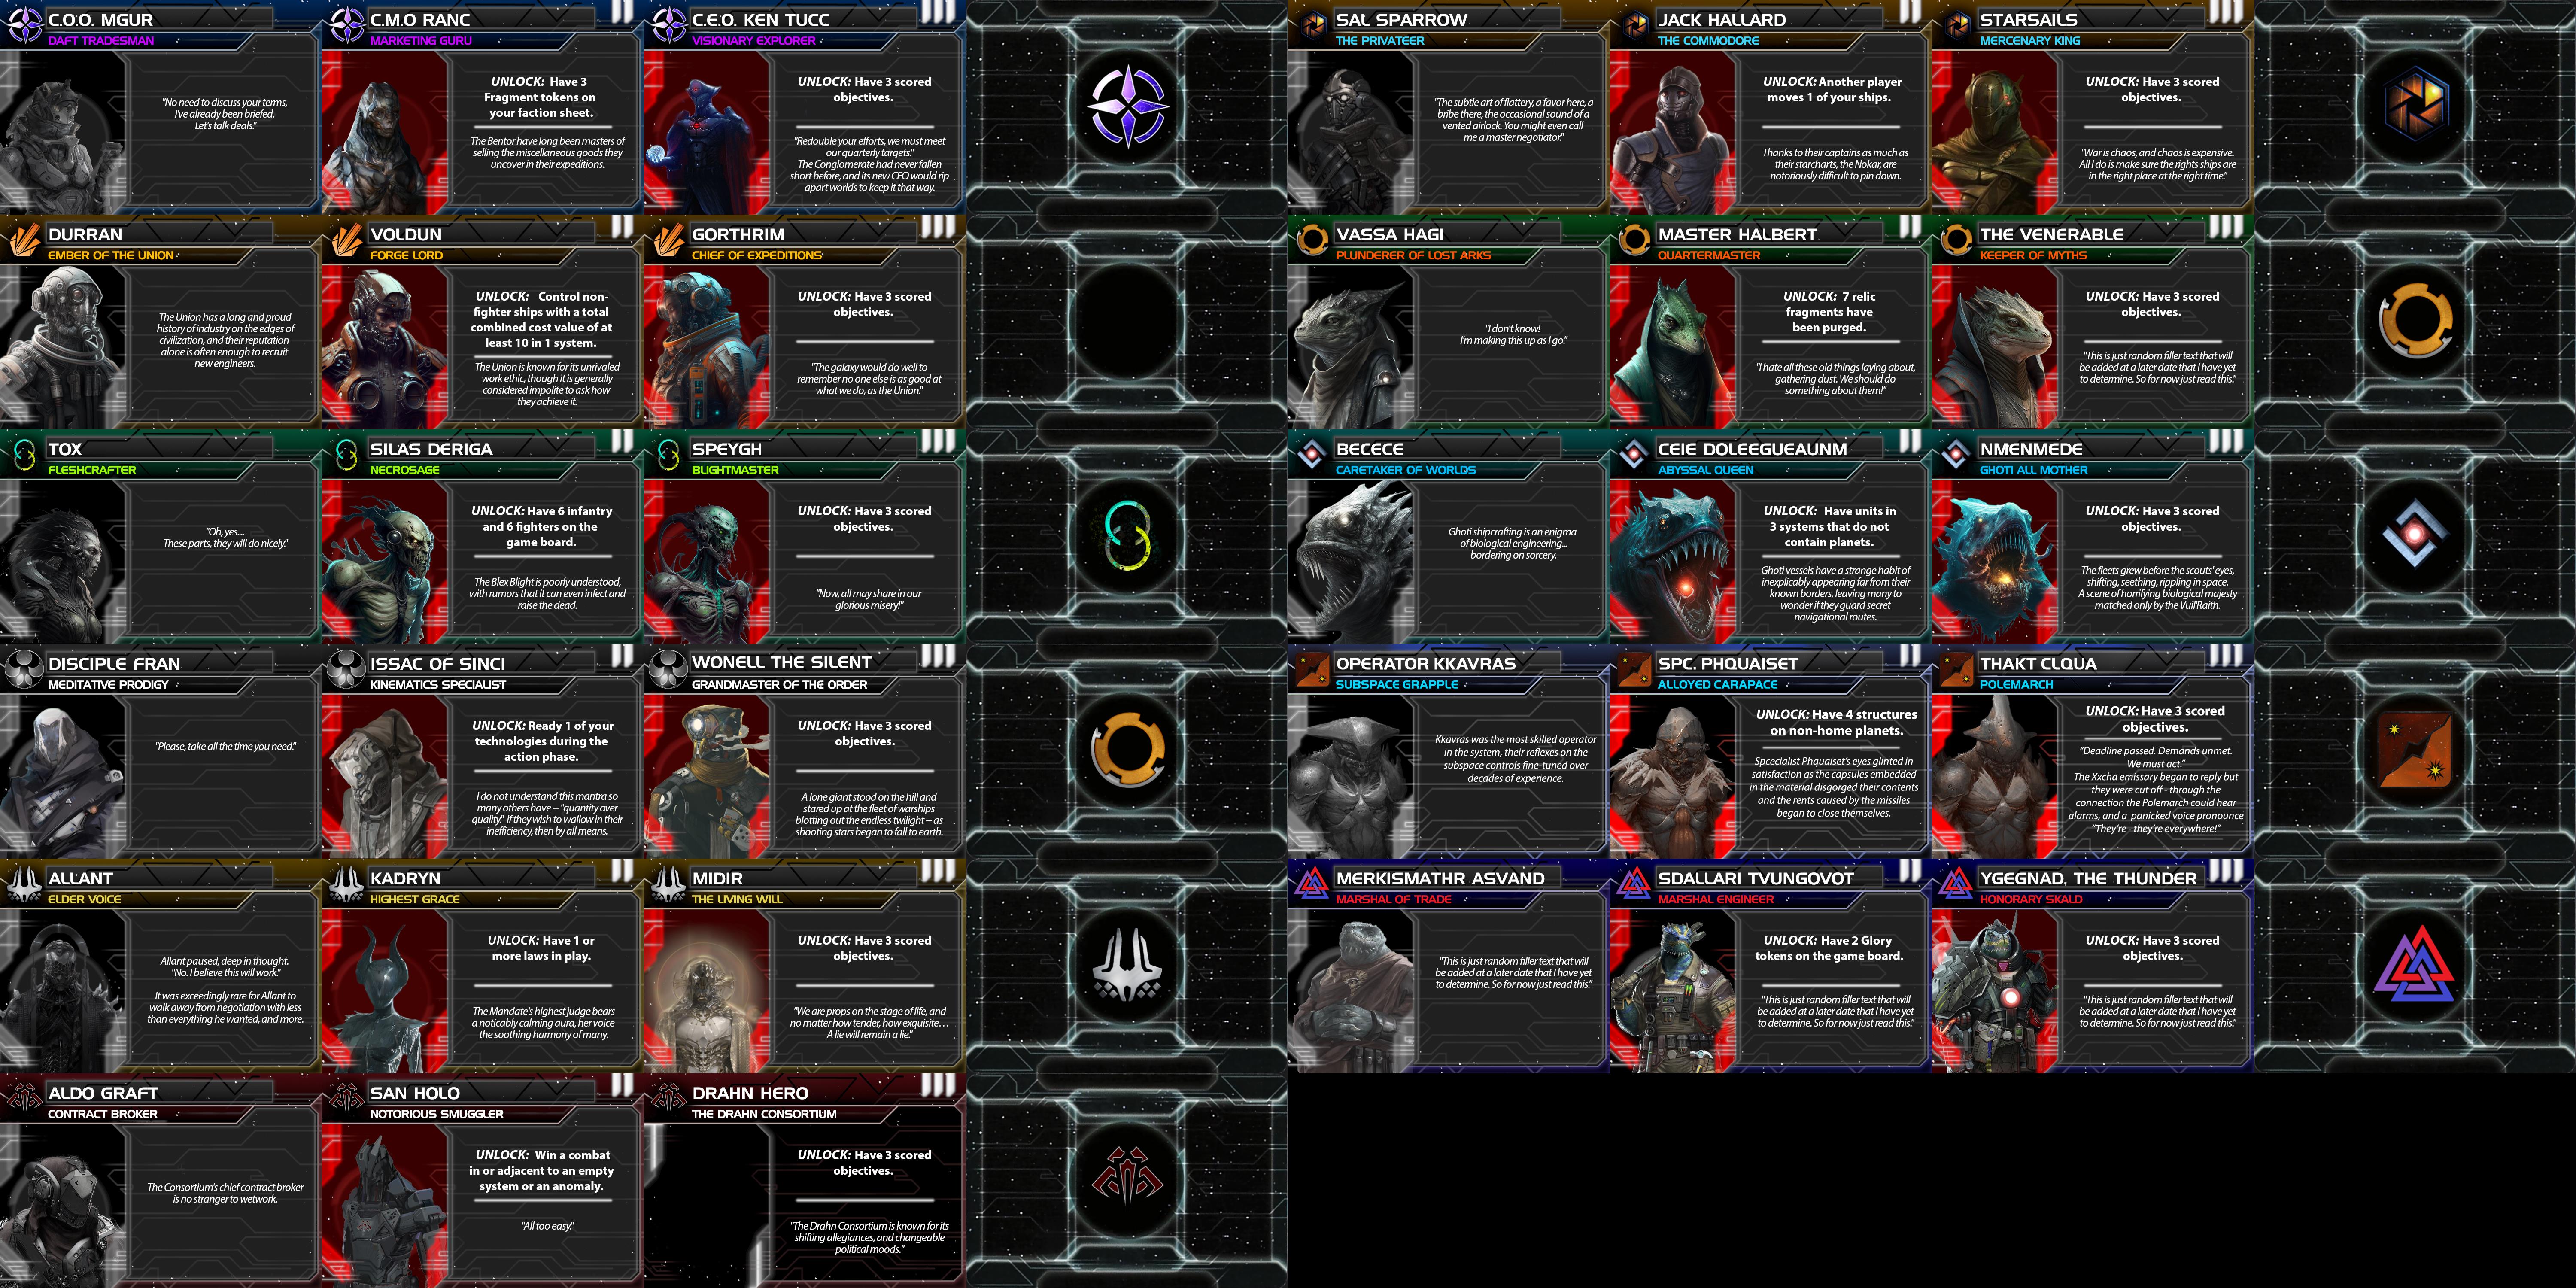 C.O.O. MGUR
DAFT TRADESMAN
"No need to discuss your terms,
I've already been briefed.
Let's talk deals."
C.M.O RANC
MARKETING GURU
UNLOCK: Have 3
Fragment tokens on
your faction sheet.
The Bentor have long been masters of
selling the miscellaneous goods they
uncover in their expeditions.
C.E.O. KEN TUCC
VISIONARY EXPLORER
UNLOCK: Have 3 scored
objectives.
"Redouble your efforts, we must meet
our quarterly targets."
The Conglomerate had never fallen
short before, and its new CEO would rip
apart worlds to keep it that way.
SAL SPARROW
THE PRIVATEER
"The subtle art of flattery, a favor here, a
bribe there, the occasional sound of a
vented airlock. You might even call
me a master negotiator."
JACK HALLARD
THE COMMODORE
UNLOCK: Another player
moves 1 of your ships.
Thanks to their captains as much as
their starcharts, the Nokar, are
notoriously difficult to pin down.
STARSAILS
MERCENARY KING
UNLOCK: Have 3 scored
objectives.
"War is chaos, and chaos is expensive.
All I do is make sure the rights ships are
in the right place at the right time."
DURRAN
EMBER OF THE UNION
The Union has a long and proud
history of industry on the edges of
civilization, and their reputation
alone is often enough to recruit
new engineers.
VOLDUN
FORGE LORD
UNLOCK: Control non-
fighter ships with a total
combined cost value of at
least 10 in 1 system.
The Union is known for its unrivaled
work ethic, though it is generally
considered impolite to ask how
they achieve it.
GORTHRIM
CHIEF OF EXPEDITIONS
UNLOCK: Have 3 scored
objectives.
"The galaxy would do well to
remember no one else is as good at
what we do, as the Union."
VASSA HAGI
PLUNDERER OF LOST ARKS
"I don't know!
I'm making this up as I go."
MASTER HALBERT
QUARTERMASTER
UNLOCK: 7 relic
fragments have
been purged.
"I hate all these old things laying about,
gathering dust. We should do
something about them!"
THE VENERABLE
KEEPER OF MYTHS
UNLOCK: Have 3 scored
objectives.
"This is just random filler text that will
be added at a later date that I have yet
to determine. So for now just read this."
TOX
FLESHCRAFTER
"Oh, yes....
These parts, they will do nicely."
SILAS DERIGA
NECROSAGE
UNLOCK: Have 6 infantry
and 6 fighters on the
game board.
The Blex Blight is poorly understood,
with rumors that it can even infect and
raise the dead.
SPEYGH
BLIGHTMASTER
UNLOCK: Have 3 scored
objectives.
"Now, all may share in our
glorious misery!"
BECECE
CARETAKER OF WORLDS
Ghoti shipcrafting is an enigma
of biological engineering...
bordering on sorcery.
CEIE DOLEEGUEAUNM
ABYSSAL QUEEN
UNLOCK: Have units in
3 systems that do not
contain planets.
Ghoti vessels have a strange habit of
inexplicably appearing far from their
known borders, leaving many to
wonder if they guard secret
navigational routes.
NMENMEDE
GHOTI ALL MOTHER
UNLOCK: Have 3 scored
objectives.
The fleets grew before the scouts' eyes,
shifting, seething, rippling in space.
A scene of horrifying biological majesty
matched only by the Vuil'Raith.
DISCIPLE FRAN
MEDITATIVE PRODIGY
"Please, take all the time you need."
ISSAC OF SINCI
KINEMATICS SPECIALIST
UNLOCK: Ready 1 of your
technologies during the
action phase.
I do not understand this mantra so
many others have -- "quantity over
quality." If they wish to wallow in their
inefficiency, then by all means.
WONELL THE SILENT
GRANDMASTER OF THE ORDER
UNLOCK: Have 3 scored
objectives.
A lone giant stood on the hill and
stared up at the fleet of warships
blotting out the endless twilight -- as
shooting stars began to fall to earth.
OPERATOR KKAVRAS
SUBSPACE GRAPPLE
Kkavras was the most skilled operator
in the system, their reflexes on the
subspace controls fine-tuned over
decades of experience.
SPC. PHQUAISET
ALLOYED CARAPACE
UNLOCK: Have 4 structures
on non-home planets.
Spcecialist Phquaiset's eyes glinted in
satisfaction as the capsules embedded
in the material disgorged their contents
and the rents caused by the missiles
began to close themselves.
THAKT CLQUA
POLEMARCH
UNLOCK: Have 3 scored
objectives.
"Deadline passed. Demands unmet.
We must act."
The Xxcha emissary began to reply but
they were cut off - through the
connection the Polemarch could hear
alarms, and a panicked voice pronounce
"They're - they're everywhere!"
ALLANT
ELDER VOICE
Allant paused, deep in thought.
"No. I believe this will work."
It was exceedingly rare for Allant to
walk away from negotiation with less
than everything he wanted, and more.
KADRYN
HIGHEST GRACE
UNLOCK: Have 1 or
more laws in play.
The Mandate's highest judge bears
a noticably calming aura, her voice
the soothing harmony of many.
MIDIR
THE LIVING WILL
UNLOCK: Have 3 scored
objectives.
"We are props on the stage of life, and
no matter how tender, how exquisite...
A lie will remain a lie."
MERKISMATHR ASVAND
MARSHAL OF TRADE
"This is just random filler text that will
be added at a later date that I have yet
to determine. So for now just read this."
SDALLARI TVUNGOVOT
MARSHAL ENGINEER
UNLOCK: Have 2 Glory
tokens on the game board.
"This is just random filler text that will
be added at a later date that I have yet
to determine. So for now just read this."
YGEGNAD, THE THUNDER
HONORARY SKALD
UNLOCK: Have 3 scored
objectives.
"This is just random filler text that will
be added at a later date that I have yet
to determine. So for now just read this."
ALDO GRAFT
CONTRACT BROKER
The Consortium's chief contract broker
is no stranger to wetwork.
SAN HOLO
NOTORIOUS SMUGGLER
UNLOCK: Win a combat
in or adjacent to an empty
system or an anomaly.
"All too easy."
DRAHN HERO
THE DRAHN CONSORTIUM
UNLOCK: Have 3 scored
objectives.
"The Drahn Consortium is known for its
shifting allegiances, and changeable
political moods."